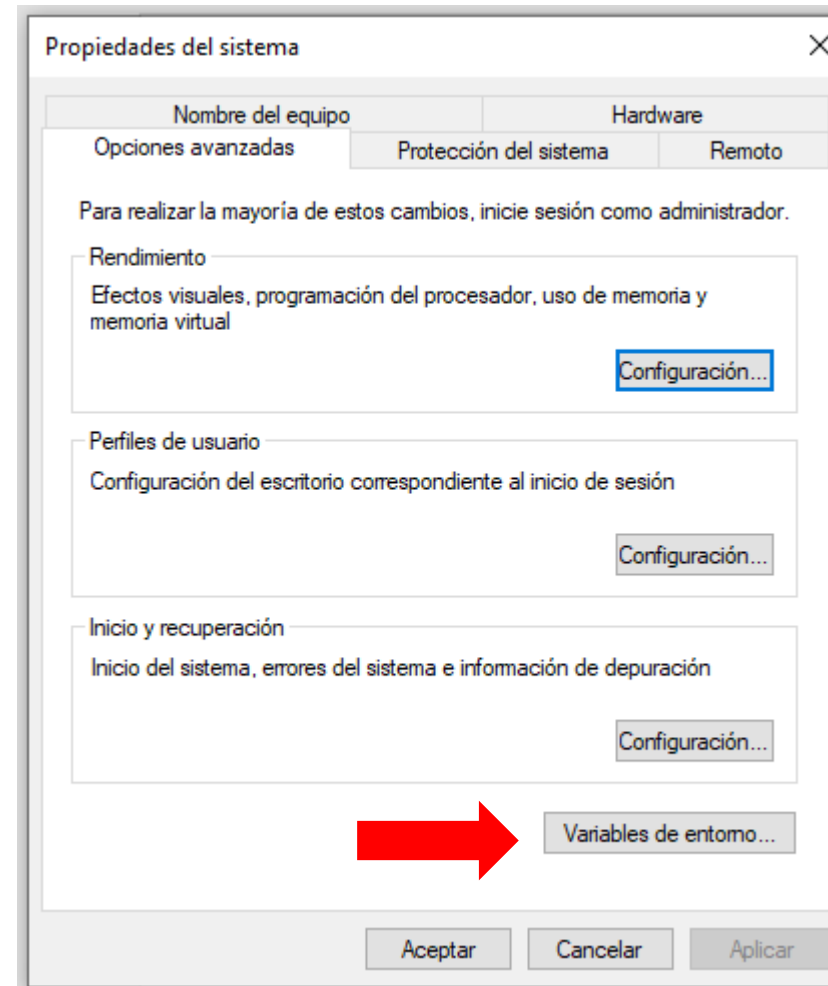 Propiedades del sistema
Nombre del equipo
Hardware
Opciones avanzadas
Protección del sistema
Remoto
Para realizar la mayoría de estos cambios, inicie sesión como administrador.
Rendimiento
Efectos visuales, programación del procesador, uso de memoria y
memoria virtual
Configuración...
Perfiles de usuario
Configuración del escritorio correspondiente al inicio de sesión
Configuración...
Inicio y recuperación
Inicio del sistema, errores del sistema e información de depuración
Configuración...
Variables de entorno...
Aceptar
Cancelar
Aplicar